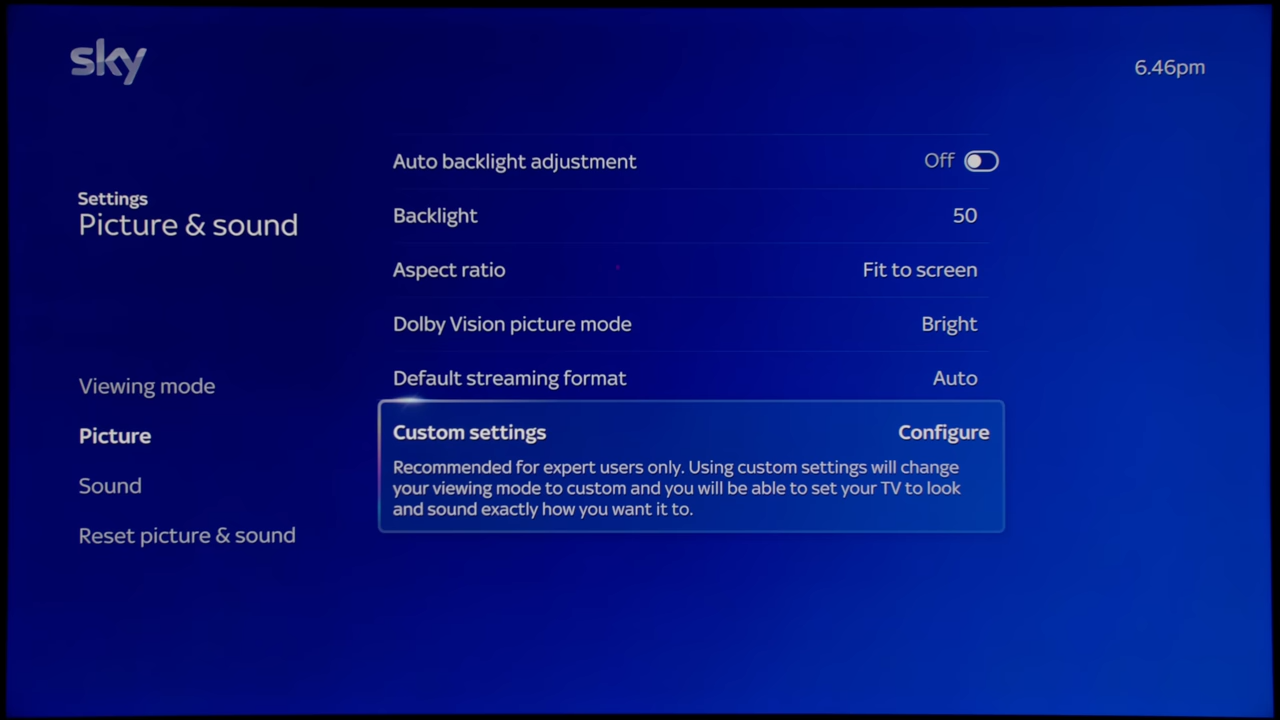 sky
6.46pm
Settings
Picture & sound
Viewing mode
Picture
Sound
Reset picture & sound
Auto backlight adjustment Off
Backlight 50
Aspect ratio Fit to screen
Dolby Vision picture mode Bright
Default streaming format Auto
Custom settings Configure
Recommended for expert users only. Using custom settings will change
your viewing mode to custom and you will be able to set your TV to look
and sound exactly how you want it to.